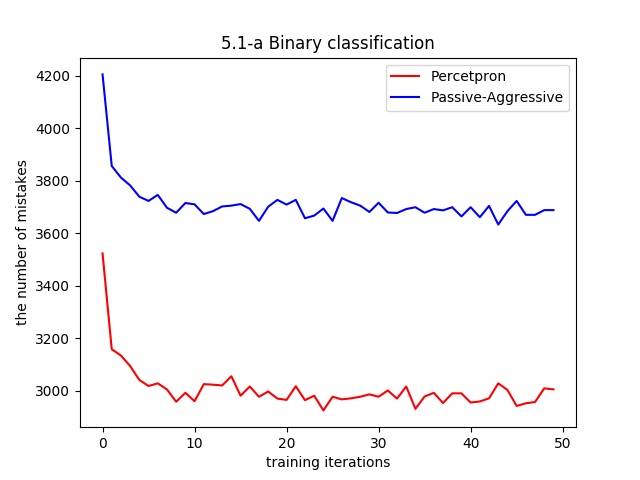 5.1-a Binary classification
Percetpron
Passive-Aggressive
the number of mistakes
4200
4000
3800
3600
3400
3200
3000
0 10 20 30 40 50
training iterations